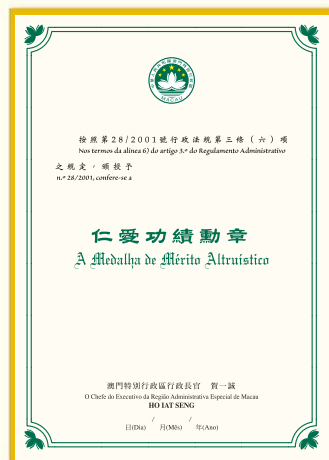 MACAU
按照第28/2001號行政法規第三條（六）項
Nos termos da alínea 6) do artigo 3.º do Regulamento Administrativo
之規定，頒授予
n.º 28/2001, confere-se a
仁愛功績勳章
A Medalha de Mérito Altruístico
澳門特別行政區行政長官　賀一誠
O Chefe do Executivo da Região Administrativa Especial de Macau
HO IAT SENG
/ /
日(Dia) 月(Mês) 年(Ano)